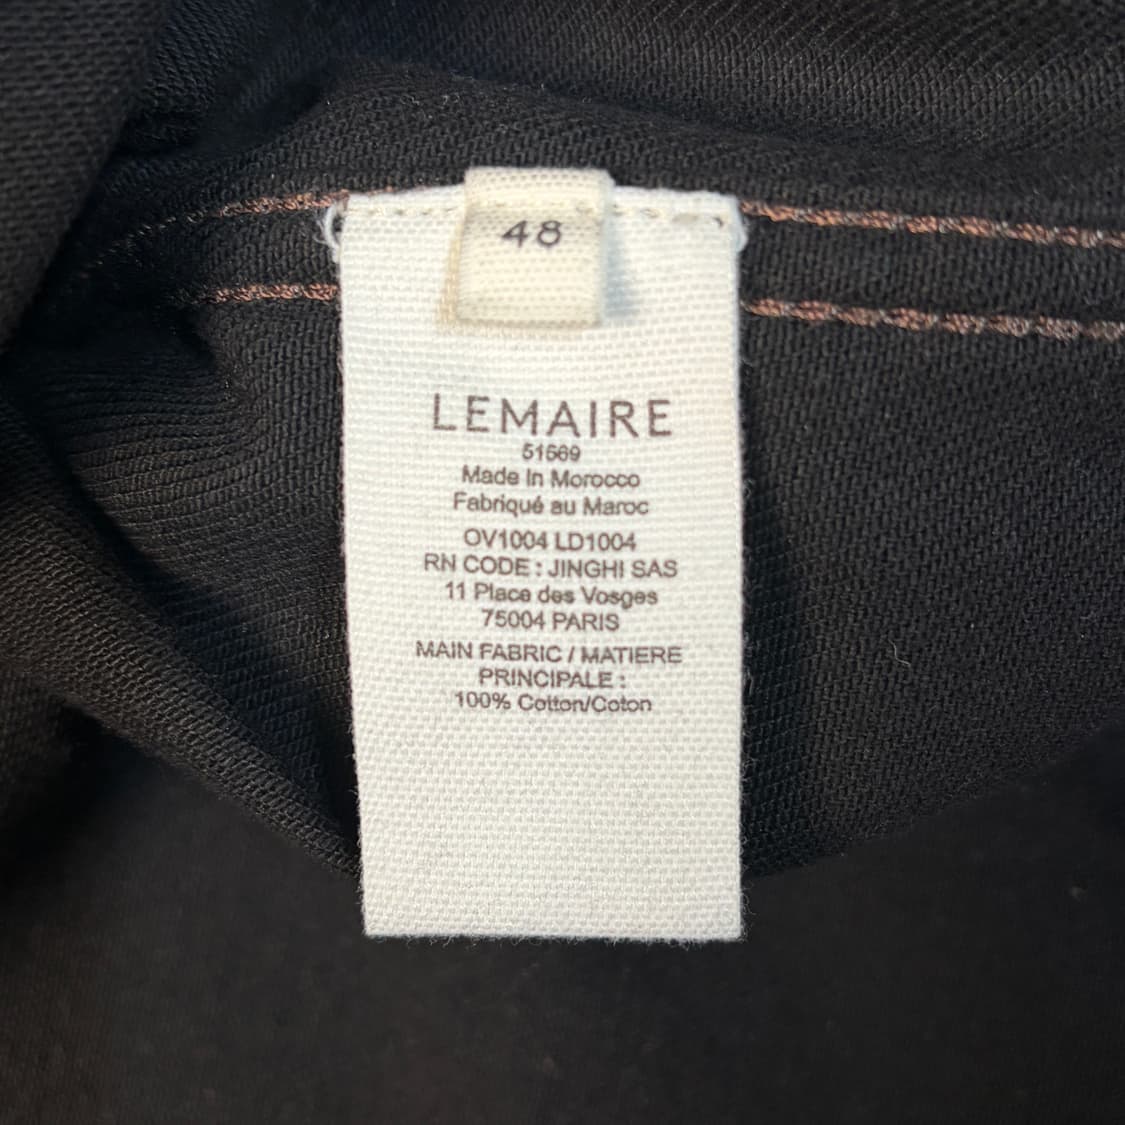 48
LEMAIRE
51569
Made In Morocco
Fabriqué au Maroc
OV1004 LD1004
RN CODE : JINGHI SAS
11 Place des Vosges
75004 PARIS
MAIN FABRIC / MATIERE
PRINCIPALE :
100% Cotton/Coton